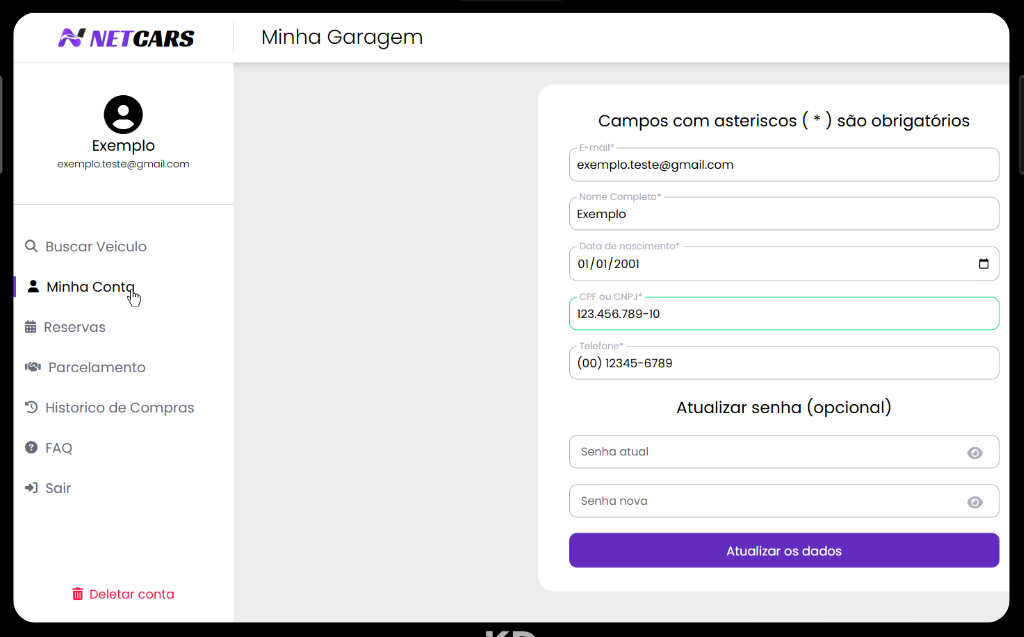 NETCARS
Minha Garagem
Exemplo
exemplo.teste@gmail.com
Buscar Veiculo
Minha Conta
Reservas
Parcelamento
Historico de Compras
FAQ
Sair
Deletar conta
Campos com asteriscos ( * ) são obrigatórios
E-mail*
exemplo.teste@gmail.com
Nome Completo*
Exemplo
Data de nascimento*
01/01/2001
CPF ou CNPJ*
123.456.789-10
Telefone*
(00) 12345-6789
Atualizar senha (opcional)
Senha atual
Senha nova
Atualizar os dados